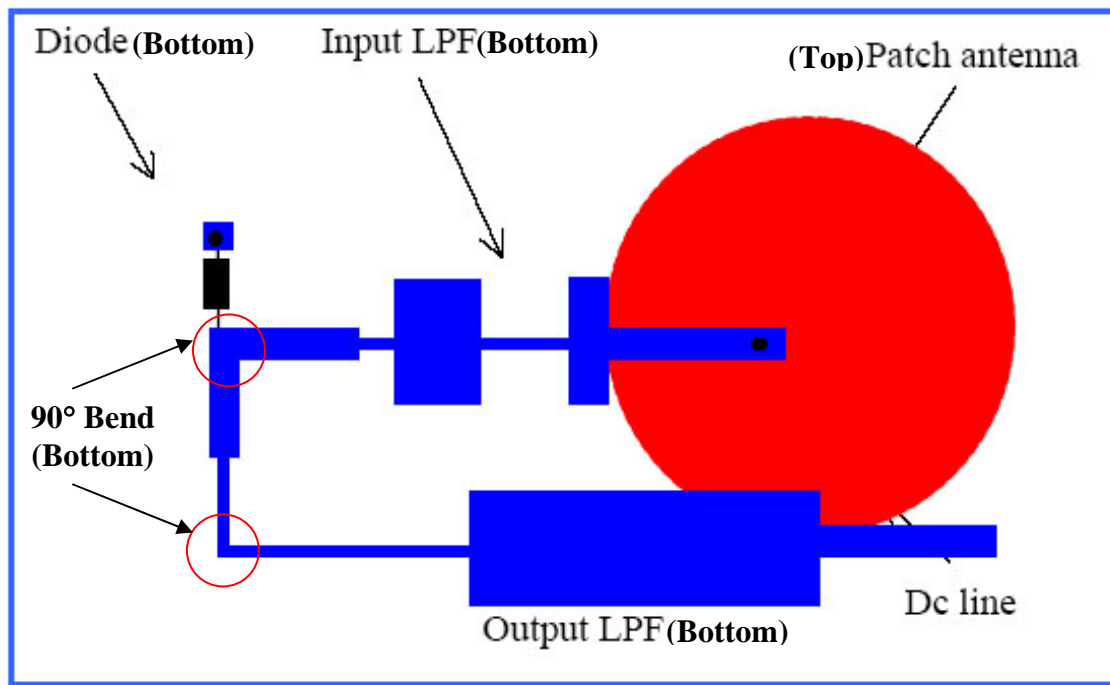 Diode(Bottom)
Input LPF(Bottom)
(Top)Patch antenna
90° Bend
(Bottom)
Dc line
Output LPF(Bottom)